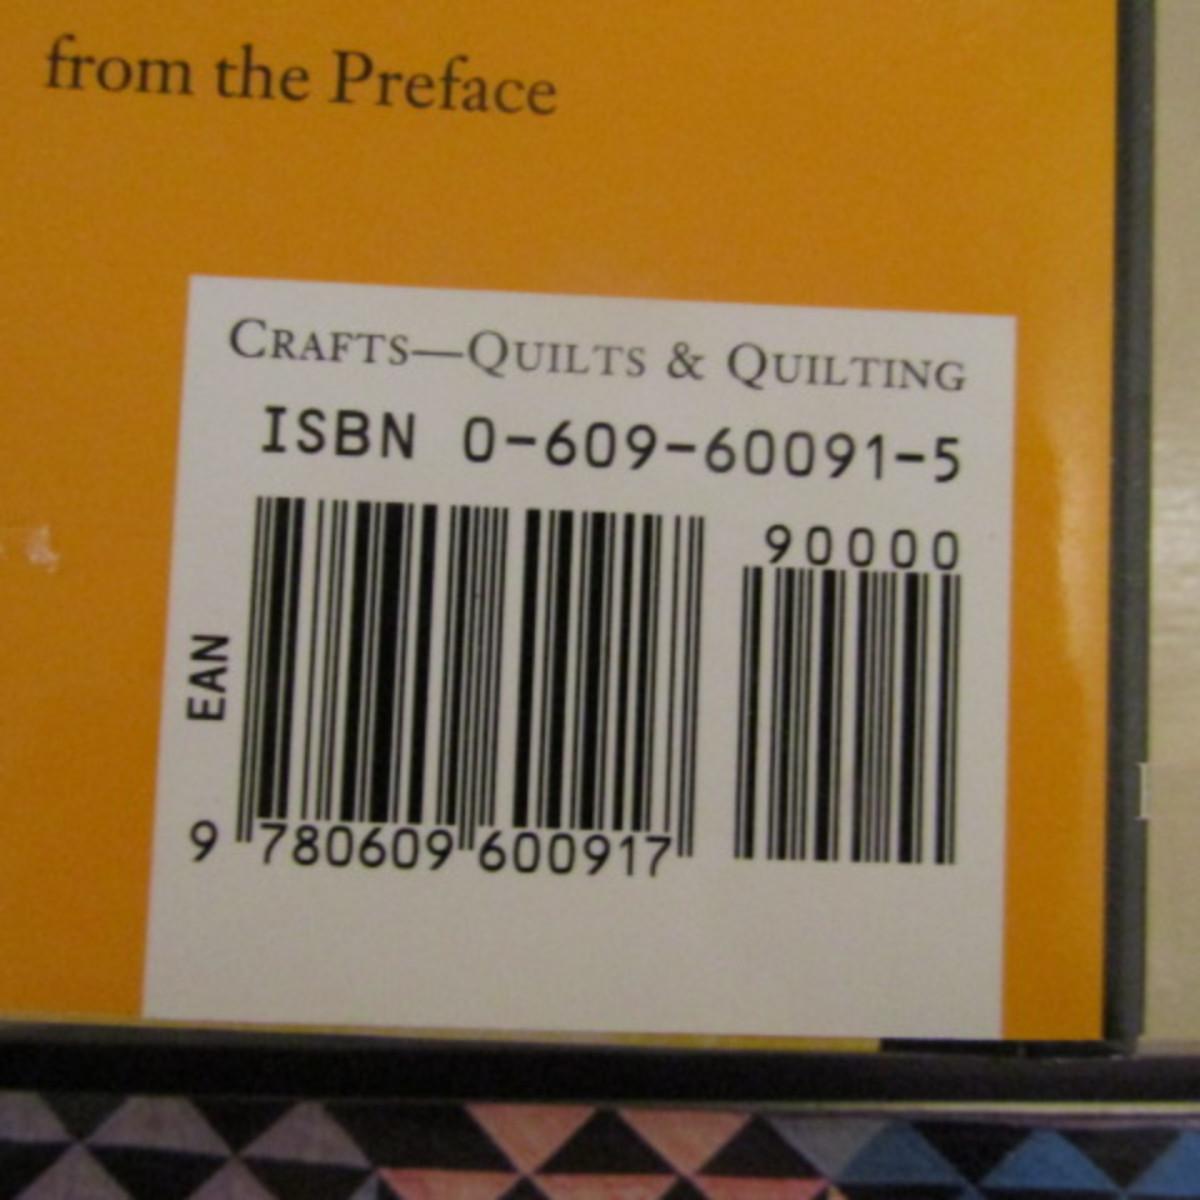 from the Preface
CRAFTS—QUILTS & QUILTING
ISBN 0-609-60091-5
90000
EAN
9 780609 600917